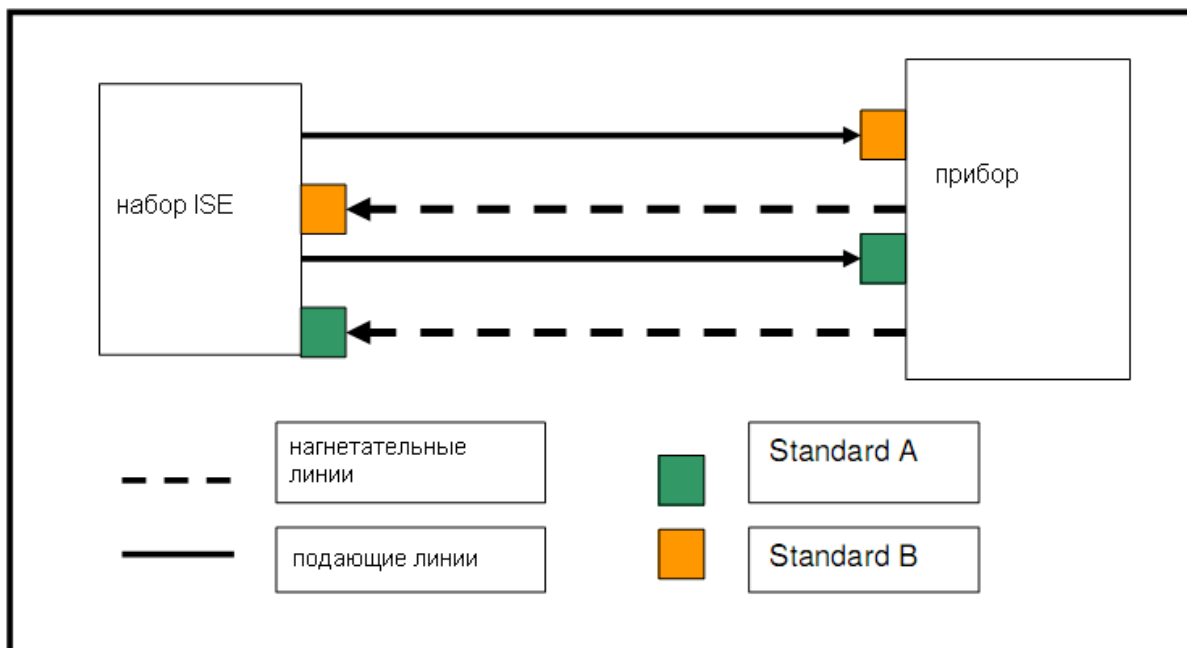 набор ISE
прибор
нагнетательные
линии
Standard A
подающие линии
Standard B